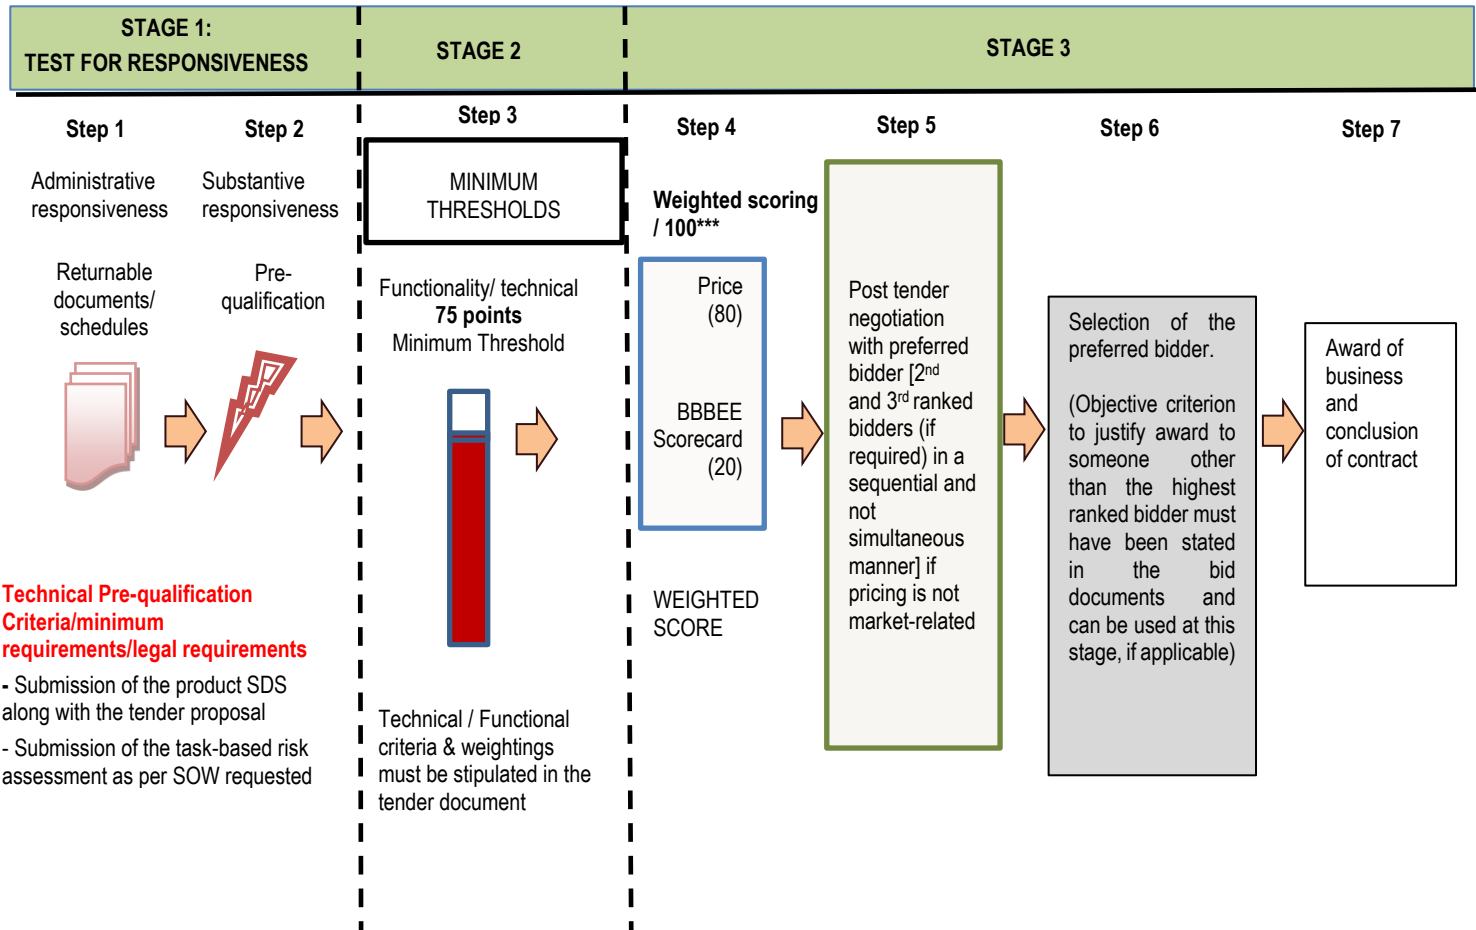 STAGE 1:
TEST FOR RESPONSIVENESS
STAGE 2
STAGE 3
Step 1
Administrative
responsiveness
Returnable
documents/
schedules
Step 2
Substantive
responsiveness
Pre-
qualification
Technical Pre-qualification
Criteria/minimum
requirements/legal requirements
- Submission of the product SDS
along with the tender proposal
- Submission of the task-based risk
assessment as per SOW requested
Step 3
MINIMUM
THRESHOLDS
Functionality/ technical
75 points
Minimum Threshold
Technical / Functional
criteria & weightings
must be stipulated in the
tender document
Step 4
Weighted scoring
/ 100***
Price
(80)
BBBEE
Scorecard
(20)
WEIGHTED
SCORE
Step 5
Post tender
negotiation
with preferred
bidder [2nd
and 3rd ranked
bidders (if
required) in a
sequential and
not
simultaneous
manner] if
pricing is not
market-related
Step 6
Selection of the
preferred bidder.
(Objective criterion
to justify award to
someone other
than the highest
ranked bidder must
have been stated
in the bid
documents and
can be used at this
stage, if applicable)
Step 7
Award of
business
and
conclusion
of contract